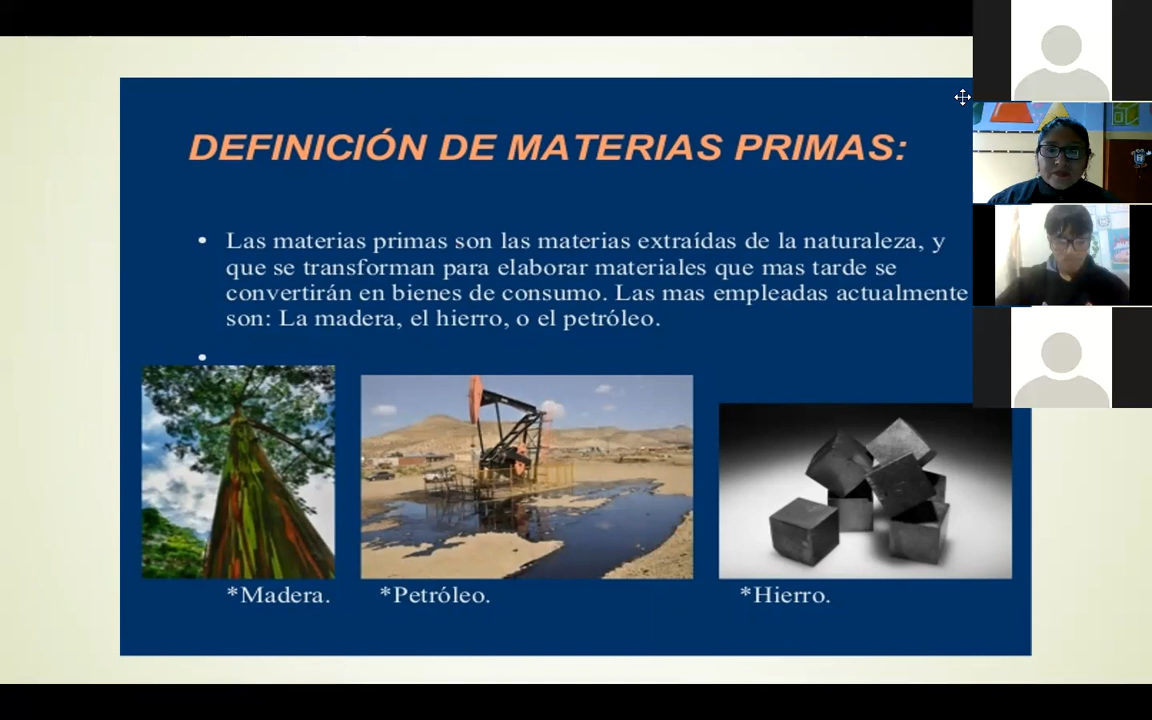 DEFINICIÓN DE MATERIAS PRIMAS:
• Las materias primas son las materias extraídas de la naturaleza, y
que se transforman para elaborar materiales que mas tarde se
convertirán en bienes de consumo. Las mas empleadas actualmente
son: La madera, el hierro, o el petróleo.
•
*Madera.
*Petróleo.
*Hierro.